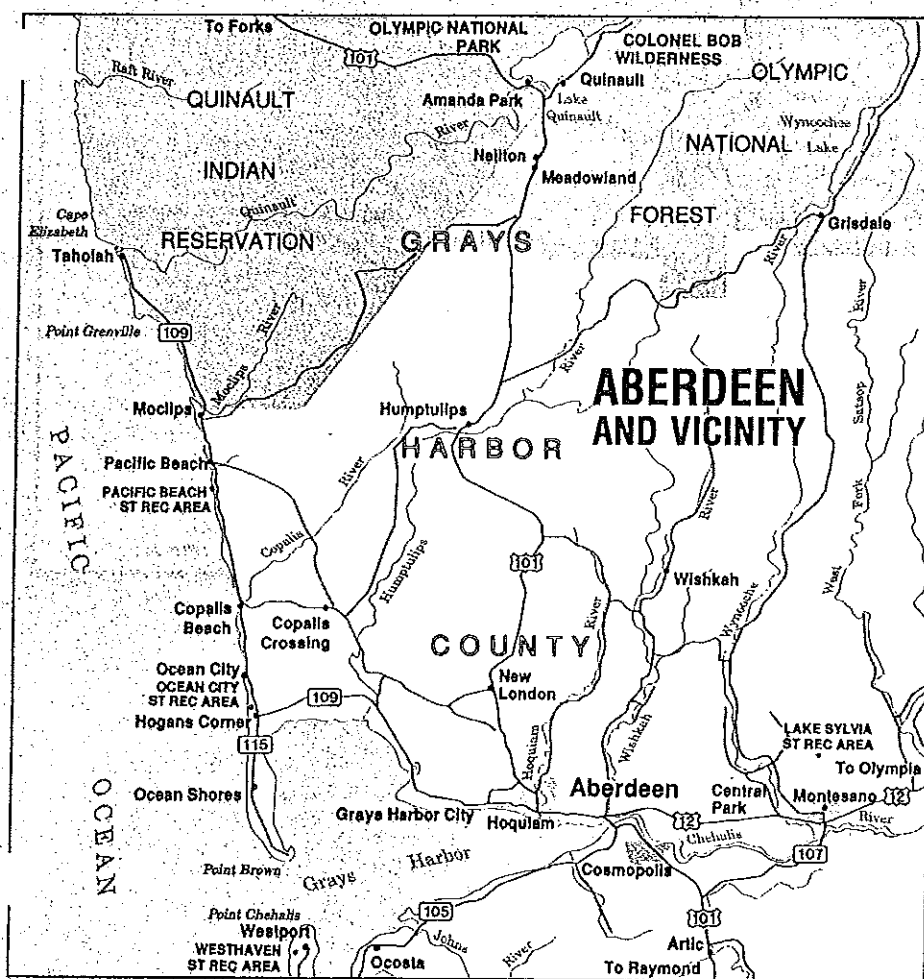 To Forks
OLYMPIC NATIONAL
PARK
101
COLONEL BOB
WILDERNESS
OLYMPIC
Raft River
QUINAULT
Amanda Park
Quinault
Lake
Quinault
Wynoochee
Lake
River
Neilton
NATIONAL
INDIAN
Meadowland
Quinault
FOREST
Cape
Elizabeth
Grisdale
Taholah
RESERVATION
GRAYS
River
River
Point Grenville
109
River
Moclips
River
ABERDEEN
AND VICINITY
West Fork Satsop River
Moclips
Humptulips
HARBOR
PACIFIC
Pacific Beach
River
PACIFIC BEACH
ST REC AREA
River
Copalis
Humptulips
101
Wishkah
River
Wynooche
Copalis
Beach
Copalis
Crossing
COUNTY
Ocean City
OCEAN CITY
ST REC AREA
New
London
109
Hogans Corner
Wishkah
LAKE SYLVIA
ST REC AREA
115
Hoquiam
To Olympia
OCEAN
Ocean Shores
Aberdeen
Central
Park
Montesano
12
Grays Harbor City
Hoquiam
12
River
Chehalis
107
Point Brown
Grays Harbor
Cosmopolis
Point Chehalis
105
101
Westport
Johns
River
Artic
WESTHAVEN
ST REC AREA
Ocosta
To Raymond